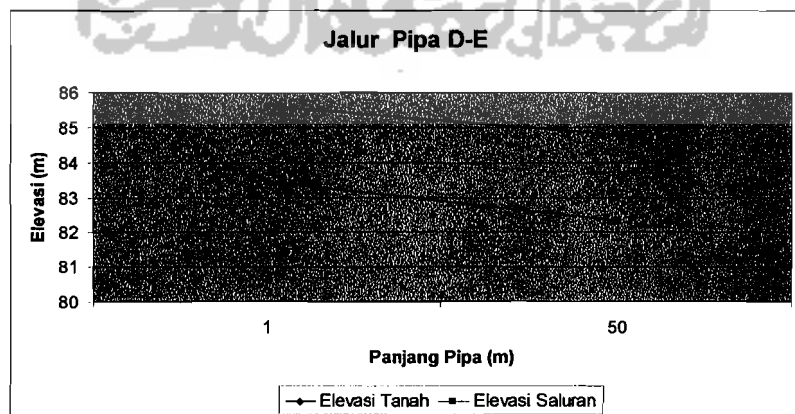 Jalur Pipa D-E
86
85
84
83
82
81
80
Elevasi (m)
1 50
Panjang Pipa (m)
Elevasi Tanah Elevasi Saluran